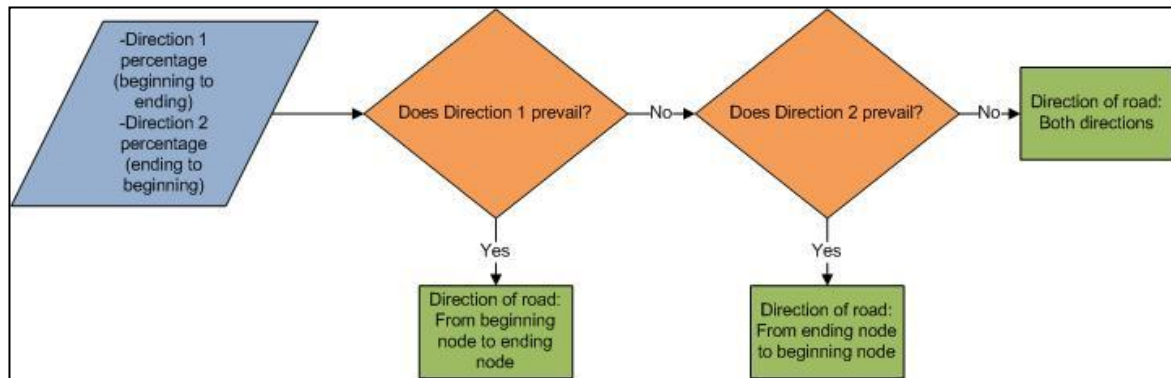 -Direction 1
percentage
(beginning to
ending)
-Direction 2
percentage
(ending to
beginning)
Does Direction 1 prevail?
No
Does Direction 2 prevail?
No
Direction of road:
Both directions
Yes
Yes
Direction of road:
From beginning
node to ending
node
Direction of road:
From ending node
to beginning node